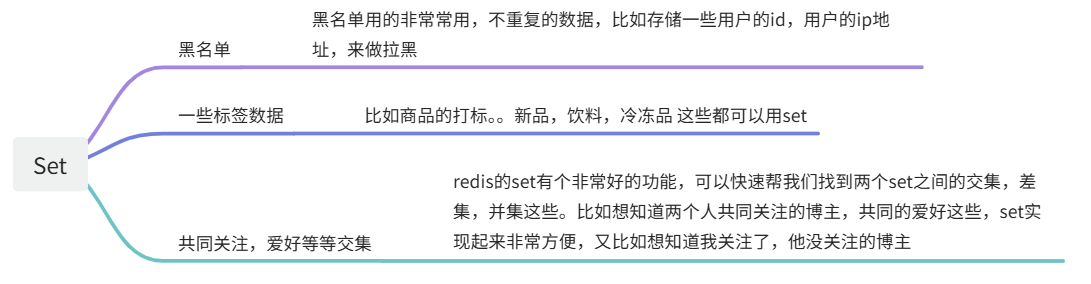 黑名单用的非常常用，不重复的数据，比如存储一些用户的id，用户的ip地
黑名单
址，来做拉黑
一些标签数据
比如商品的打标。。新品，饮料，冷冻品 这些都可以用set
Set
redis的set有个非常好的功能，可以快速帮我们找到两个set之间的交集，差
集，并集这些。比如想知道两个人共同关注的博主，共同的爱好这些，set实
现起来非常方便，又比如想知道我关注了，他没关注的博主
共同关注，爱好等等交集